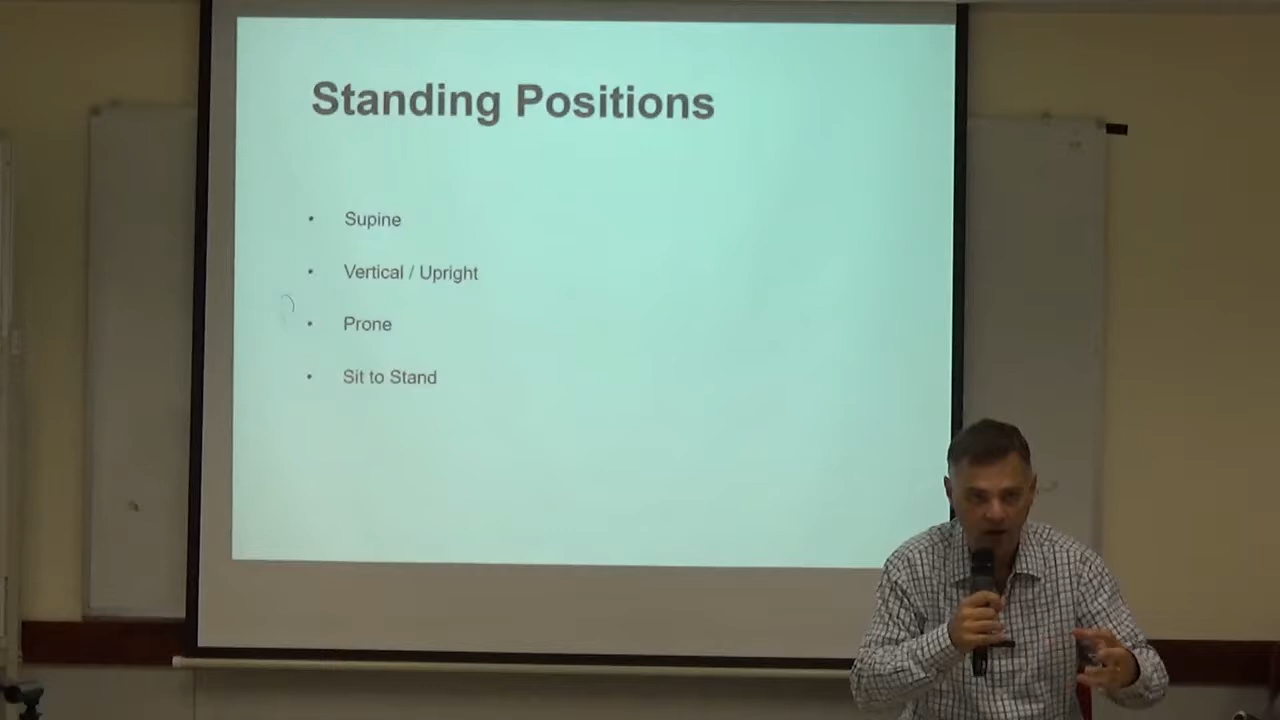 Standing Positions
• Supine
• Vertical / Upright
• Prone
• Sit to Stand